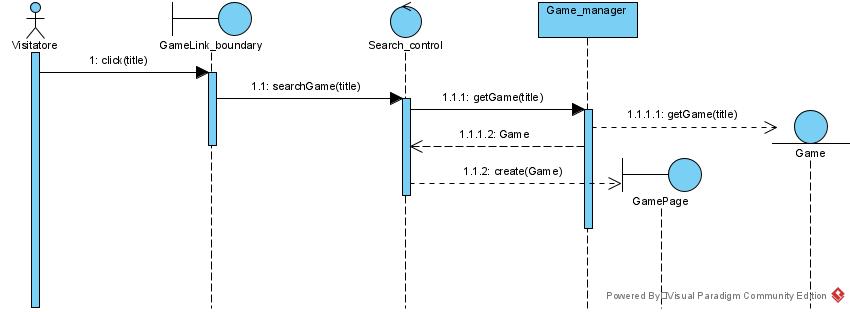 Game_manager
Visitatore
GameLink_boundary
Search_control
1: click(title)
1.1: searchGame(title)
1.1.1: getGame(title)
1.1.1.1: getGame(title)
1.1.1.2: Game
Game
1.1.2: create(Game)
GamePage
Powered By Visual Paradigm Community Edition